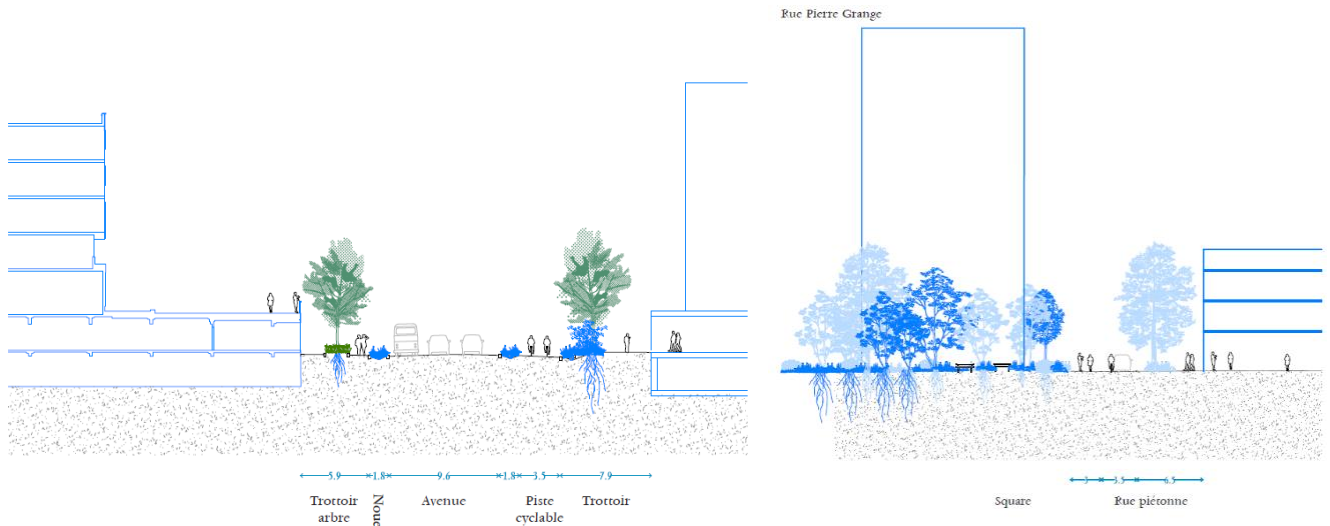 Rue Pierre Grange
5.9 1.8 9.6 1.8 3.5 7.9
Trottoir
arbre
Noue
Avenue
Piste
cyclable
Trottoir
3 3.5 6.5
Square
Rue piétonne